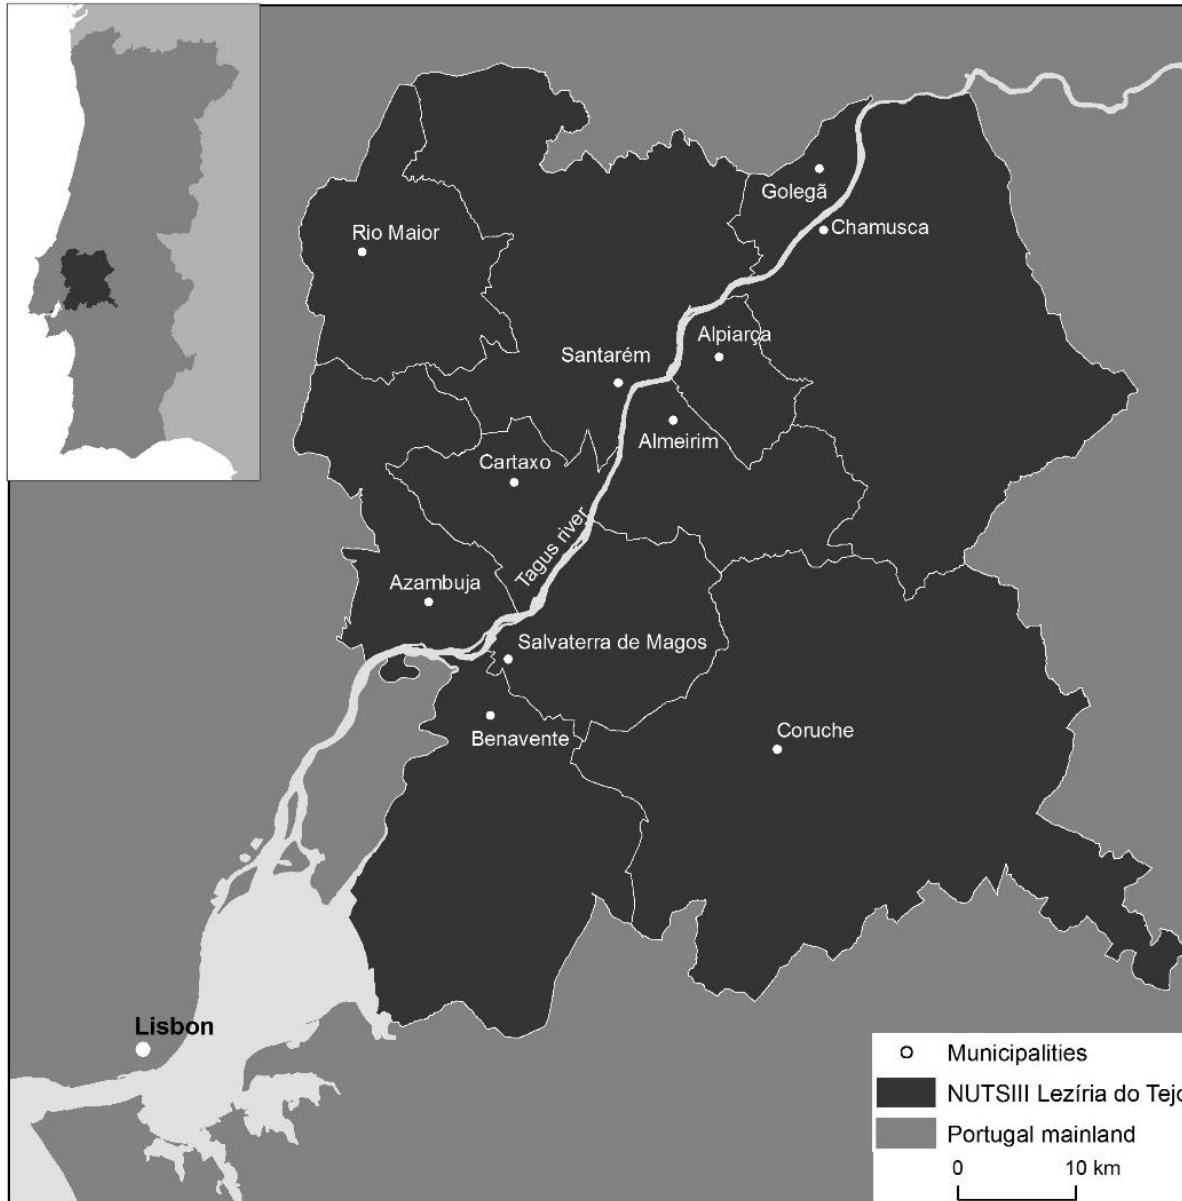 Golegã
Chamusca
Rio Maior
Alpiarça
Santarém
Almeirim
Cartaxo
Tagus river
Azambuja
Salvaterra de Magos
Benavente
Coruche
Lisbon
Municipalities
NUTSIII Lezíria do Tejo
Portugal mainland
0 10 km